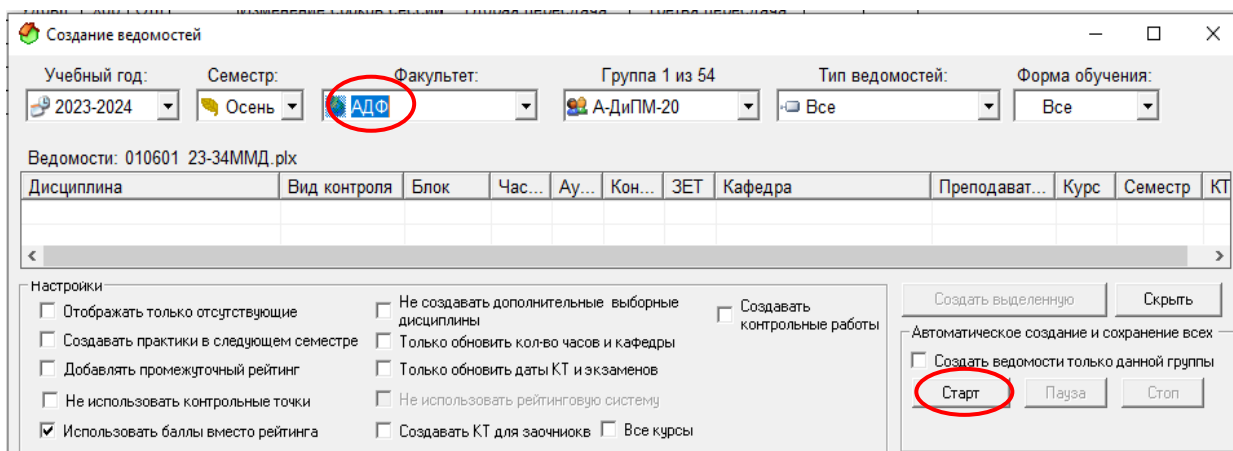 Создание ведомостей
Учебный год: Семестр: Факультет: Группа 1 из 54 Тип ведомостей: Форма обучения:
2023-2024 Осень АДФ А-ДиПМ-20 Все Все
Ведомости: 010601 23-34ММД.plx
Дисциплина Вид контроля Блок Час... Ау... Кон... ЗЕТ Кафедра Преподават... Курс Семестр КТ
Настройки
Отображать только отсутствующие
Создавать практики в следующем семестре
Добавлять промежуточный рейтинг
Не использовать контрольные точки
Использовать баллы вместо рейтинга
Не создавать дополнительные выборные
дисциплины
Только обновить кол-во часов и кафедры
Только обновить даты КТ и экзаменов
Не использовать рейтинговую систему
Создавать КТ для заочниокв Все курсы
Создавать
контрольные работы
Создать выделенную Скрыть
Автоматическое создание и сохранение всех
Создать ведомости только данной группы
Старт Пауза Стоп